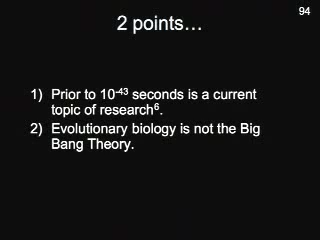 94
2 points…
1) Prior to 10⁻⁴³ seconds is a current
topic of research⁶.
2) Evolutionary biology is not the Big
Bang Theory.